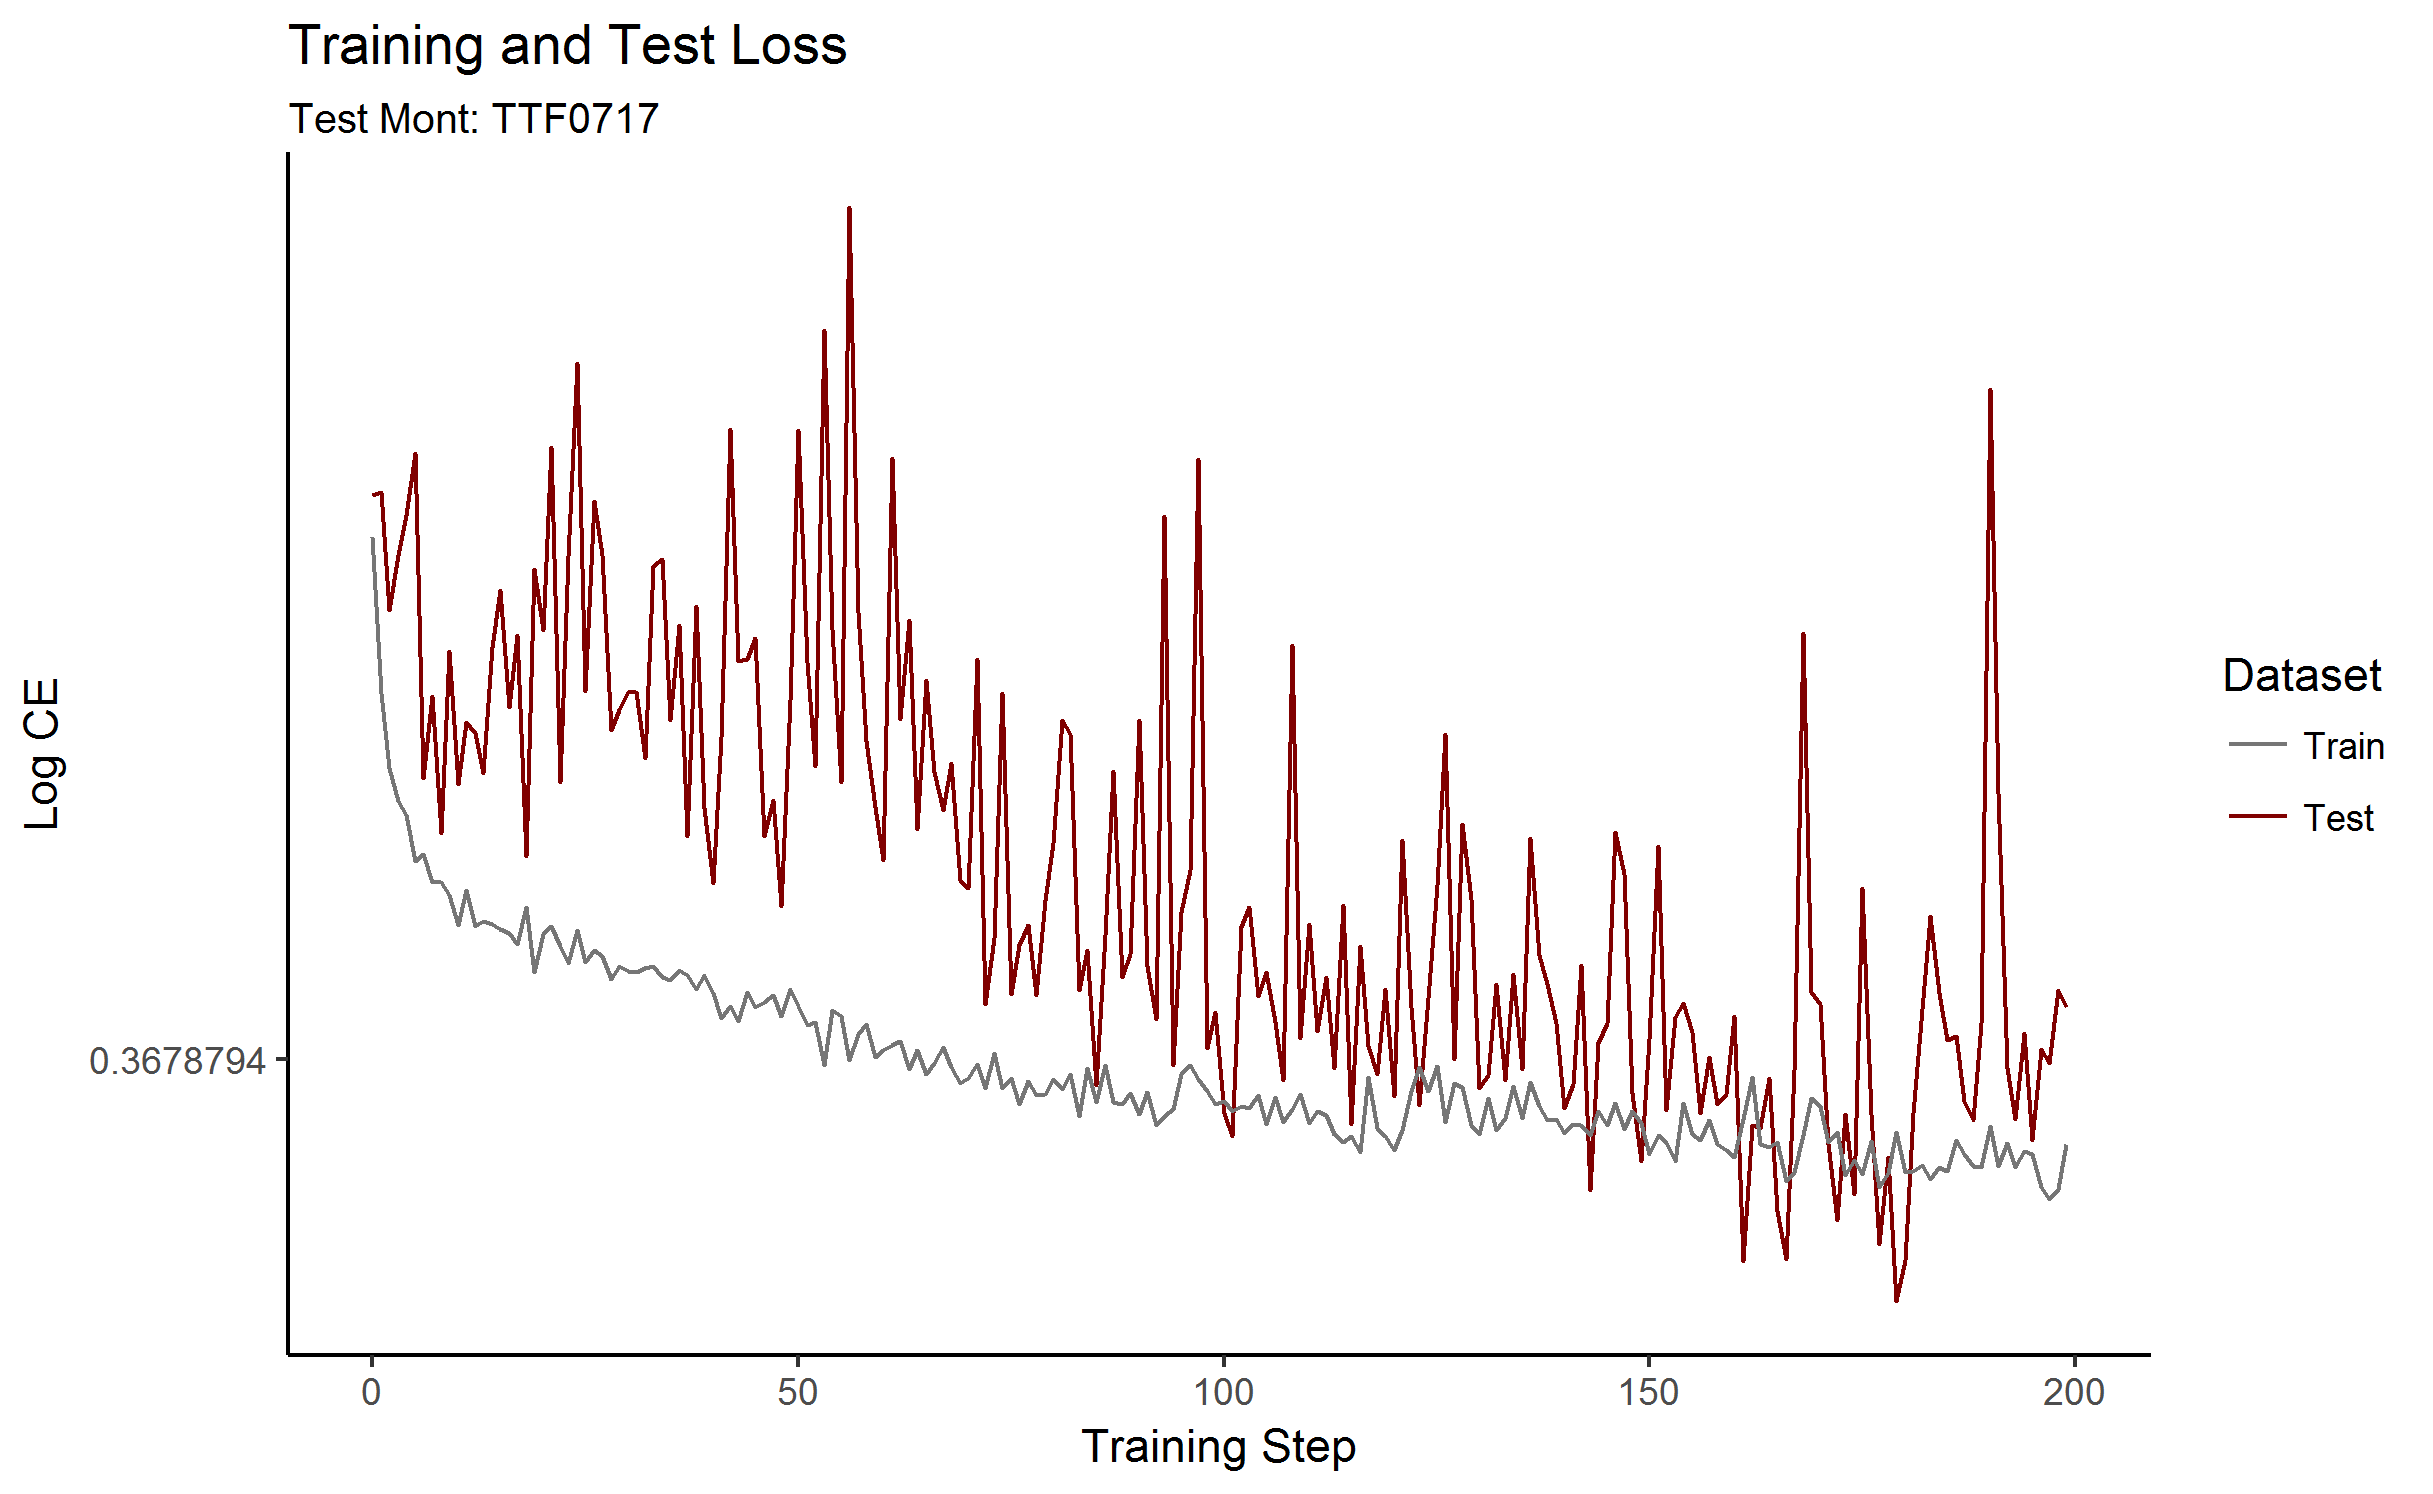 Training and Test Loss
Test Mont: TTF0717
Log CE
0.3678794
0 50 100 150 200
Training Step
Dataset
Train
Test